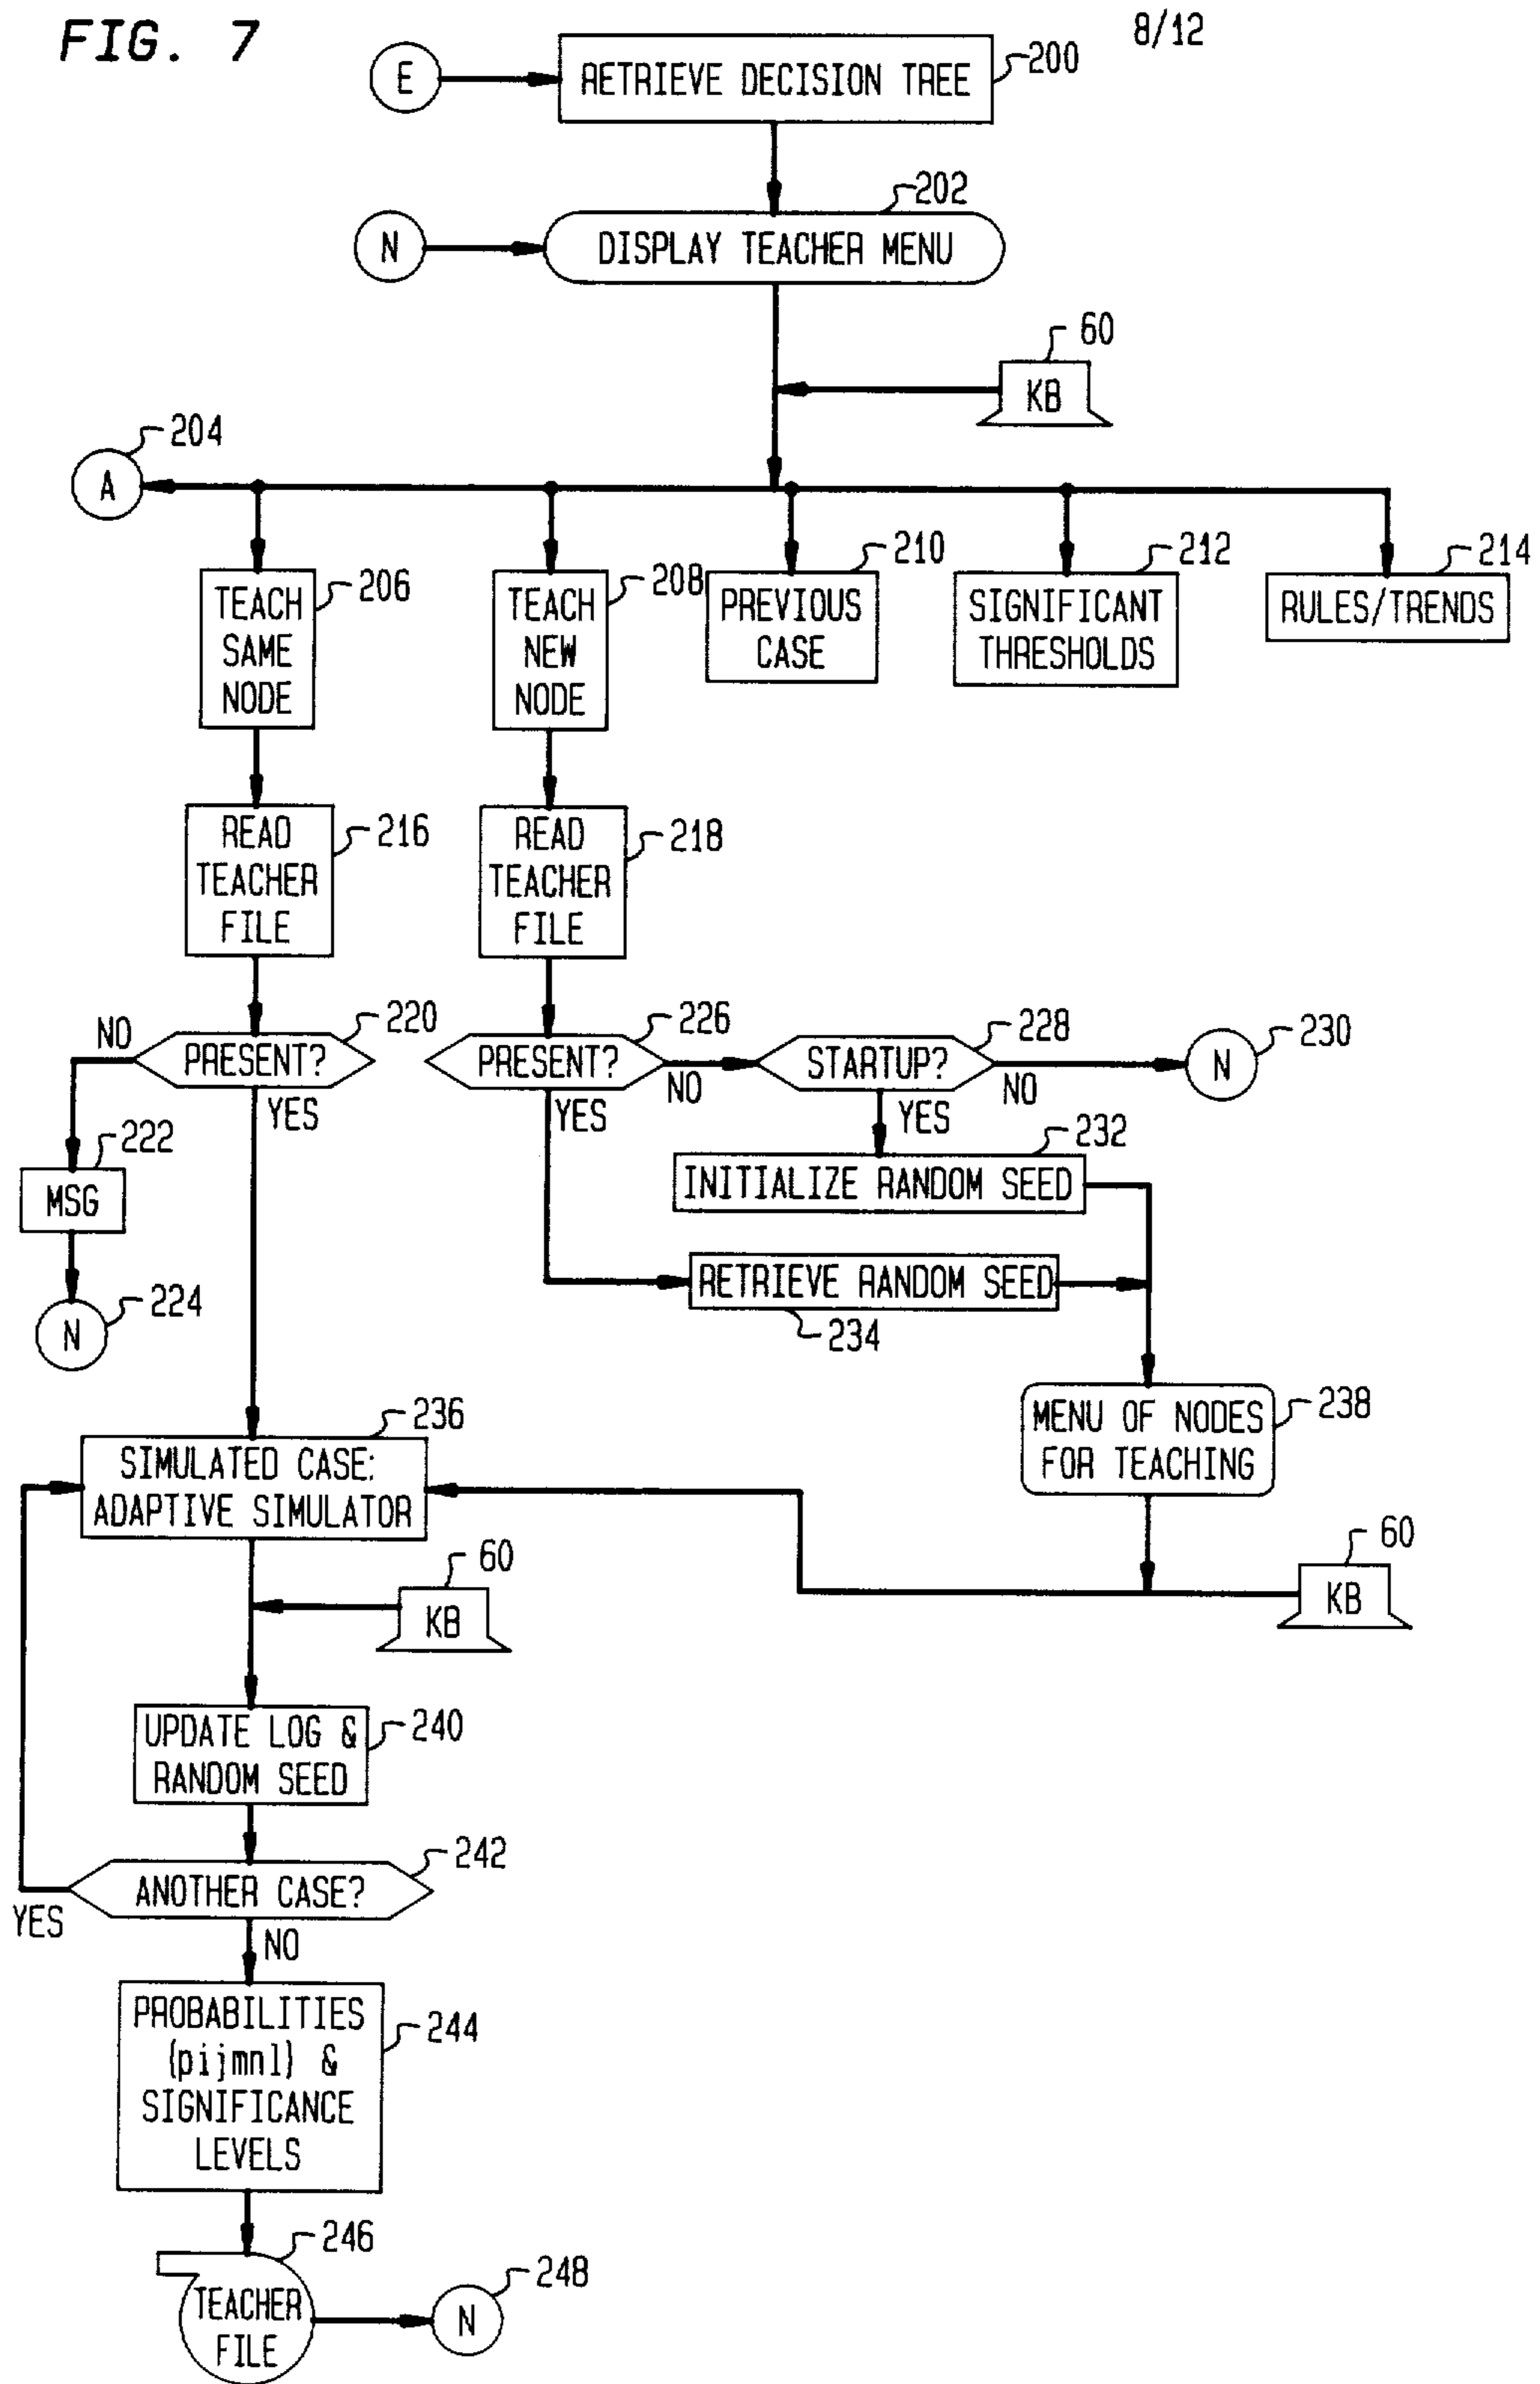 FIG. 7
8/12
E
RETRIEVE DECISION TREE
200
202
N
DISPLAY TEACHER MENU
60
KB
204
A
206
TEACH
SAME
NODE
208
TEACH
NEW
NODE
210
PREVIOUS
CASE
212
SIGNIFICANT
THRESHOLDS
214
RULES/TRENDS
READ
TEACHER
FILE
216
READ
TEACHER
FILE
218
NO
PRESENT?
220
YES
PRESENT?
226
NO
YES
STARTUP?
228
NO
YES
N
230
222
MSG
N
224
232
INITIALIZE RANDOM SEED
RETRIEVE RANDOM SEED
234
MENU OF NODES
FOR TEACHING
238
236
SIMULATED CASE:
ADAPTIVE SIMULATOR
60
KB
60
KB
UPDATE LOG &
RANDOM SEED
240
ANOTHER CASE?
242
YES
NO
PROBABILITIES
(pijmnl) &
SIGNIFICANCE
LEVELS
244
246
TEACHER
FILE
N
248